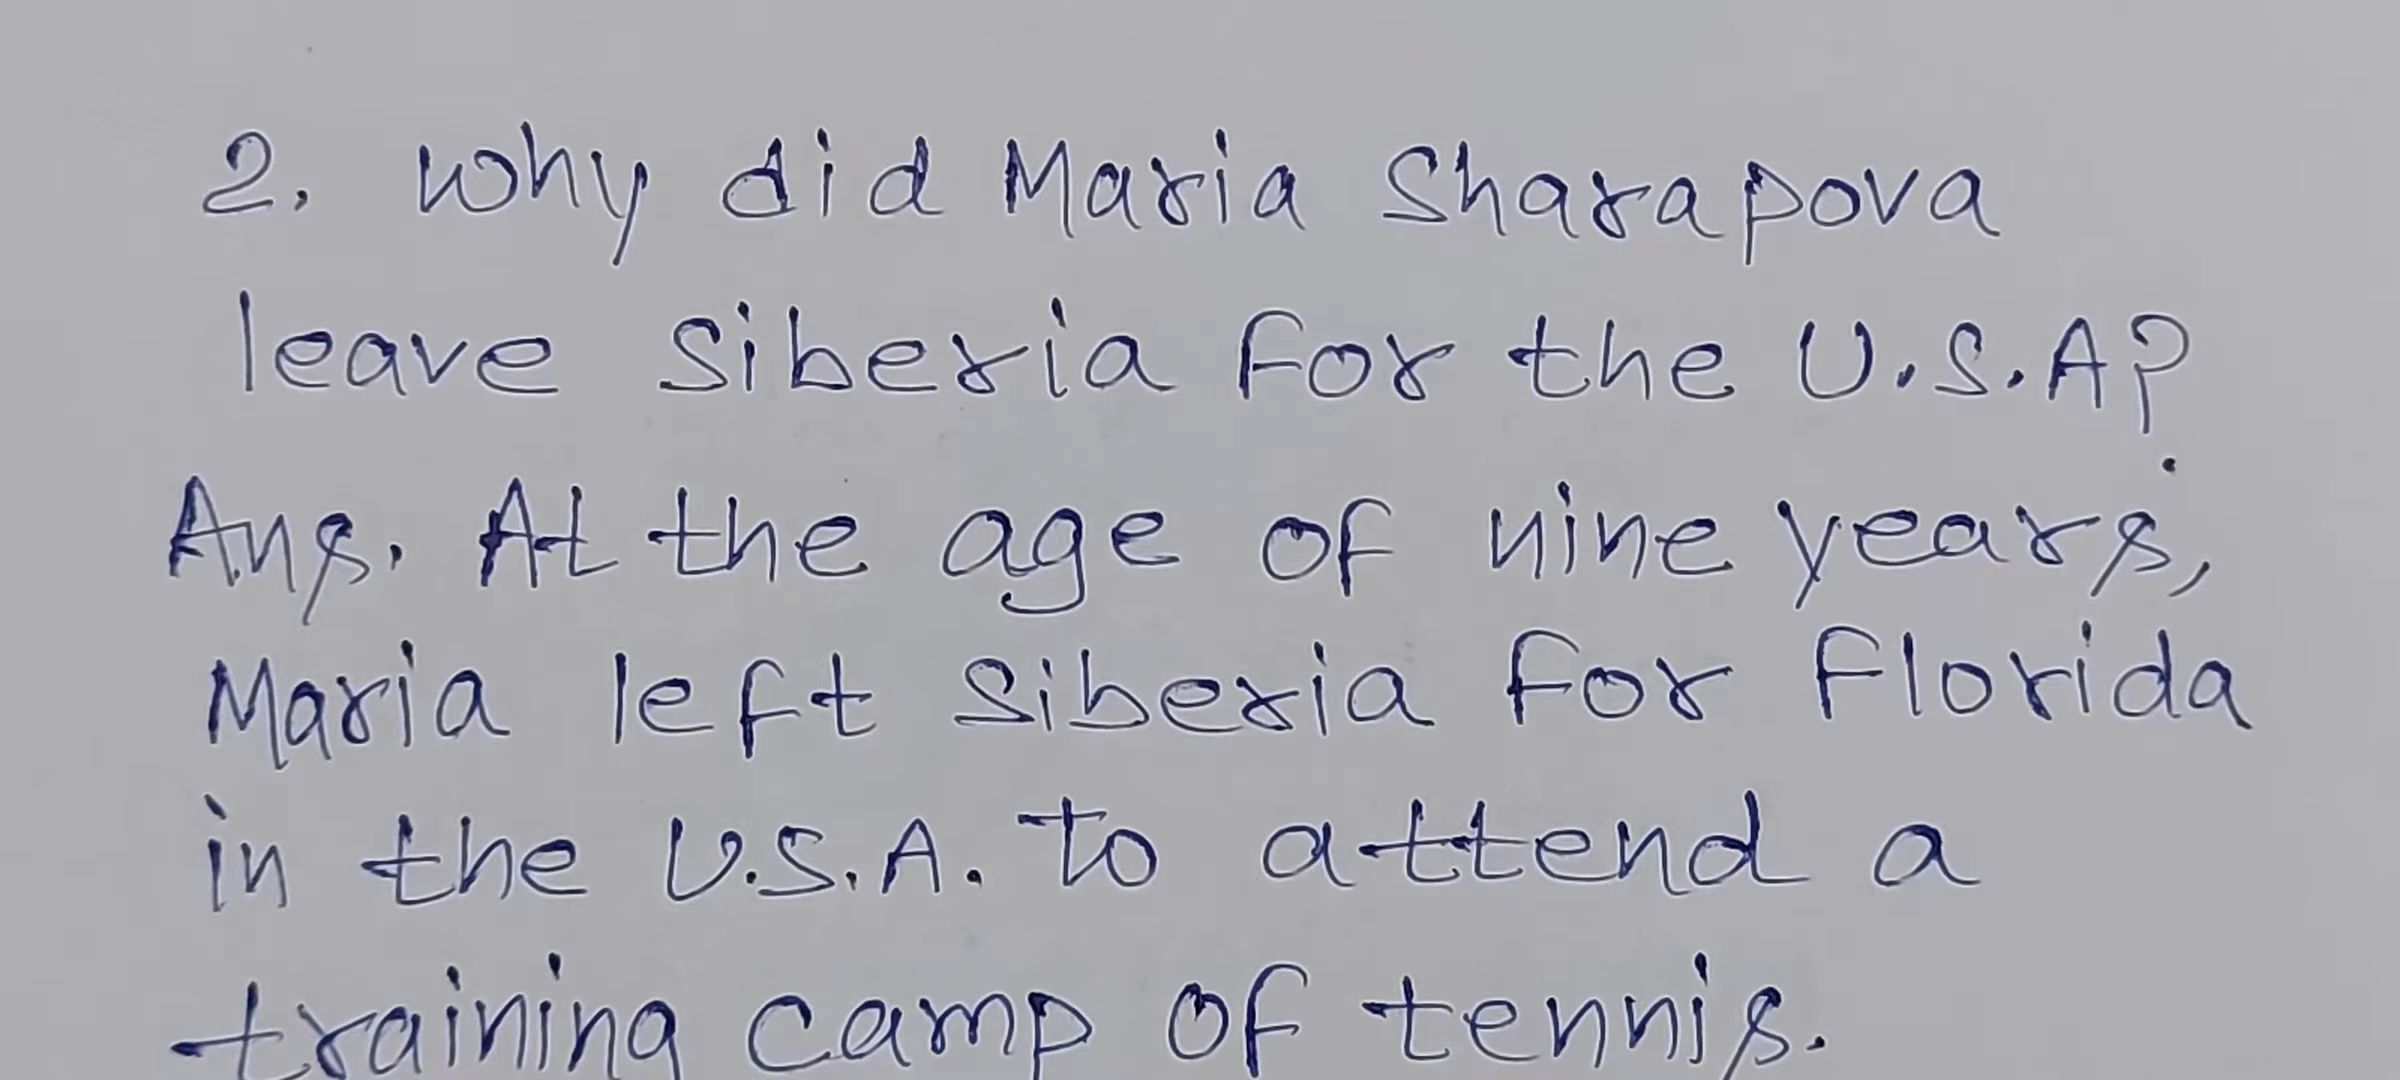 2. Why did Maria Sharapova
leave Siberia for the U.S.A?
Ans. At the age of nine years,
Maria left Siberia for Florida
in the U.S.A. To attend a
training camp of tennis.